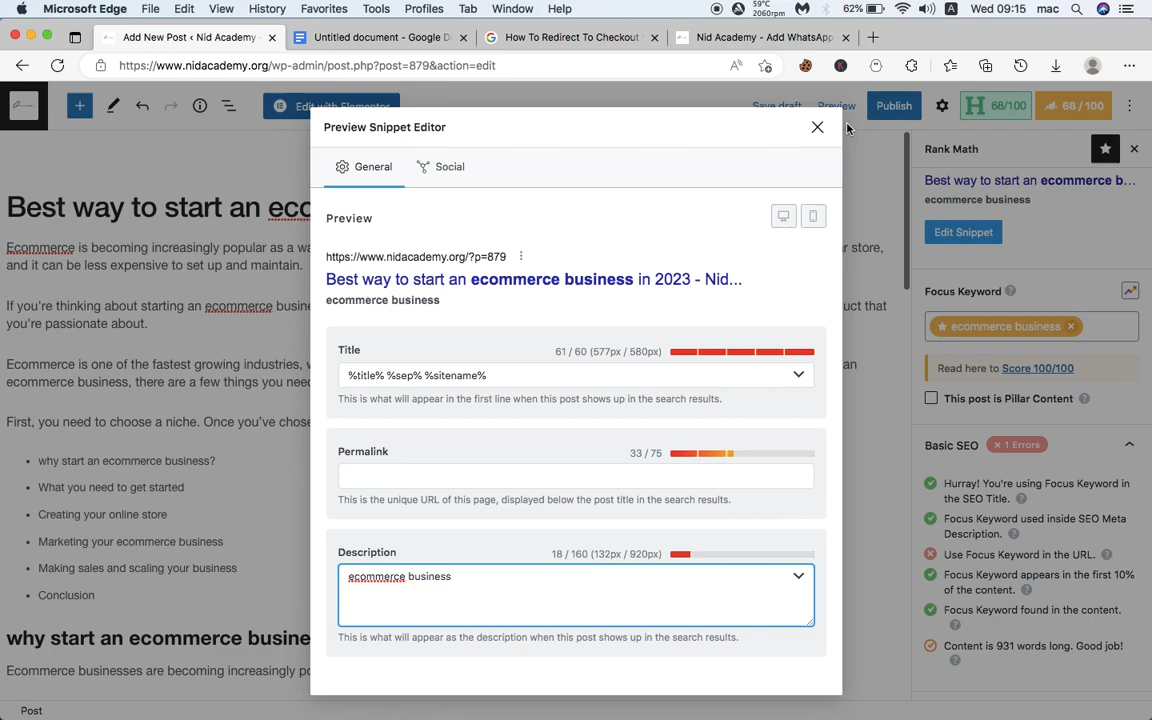 Microsoft Edge File Edit View History Favorites Tools Profiles Tab Window Help 59°C 2060rpm 62% A Wed 09:15 mac
Add New Post ‹ Nid Academy - Untitled document - Google D How To Redirect To Checkout Nid Academy - Add WhatsApp
https://www.nidacademy.org/wp-admin/post.php?post=879&action=edit
Edit with Elementor Save draft Preview Publish 68/100 68 / 100
Preview Snippet Editor
General Social
Preview
https://www.nidacademy.org/?p=879
Best way to start an ecommerce business in 2023 - Nid...
ecommerce business
Title 61 / 60 (577px / 580px)
%title% %sep% %sitename%
This is what will appear in the first line when this post shows up in the search results.
Permalink 33 / 75
This is the unique URL of this page, displayed below the post title in the search results.
Description 18 / 160 (132px / 920px)
ecommerce business
This is what will appear as the description when this post shows up in the search results.
Best way to start an eco
Ecommerce is becoming increasingly popular as a wa r store,
and it can be less expensive to set up and maintain.
If you're thinking about starting an ecommerce busine uct that
you're passionate about.
Ecommerce is one of the fastest growing industries, w an
ecommerce business, there are a few things you need
First, you need to choose a niche. Once you've chose
• why start an ecommerce business?
• What you need to get started
• Creating your online store
• Marketing your ecommerce business
• Making sales and scaling your business
• Conclusion
why start an ecommerce busine
Ecommerce businesses are becoming increasingly po
Post
Rank Math
Best way to start an ecommerce b...
ecommerce business
Edit Snippet
Focus Keyword
ecommerce business
Read here to Score 100/100
This post is Pillar Content
Basic SEO × 1 Errors
Hurray! You're using Focus Keyword in
the SEO Title.
Focus Keyword used inside SEO Meta
Description.
Use Focus Keyword in the URL.
Focus Keyword appears in the first 10%
of the content.
Focus Keyword found in the content.
Content is 931 words long. Good job!